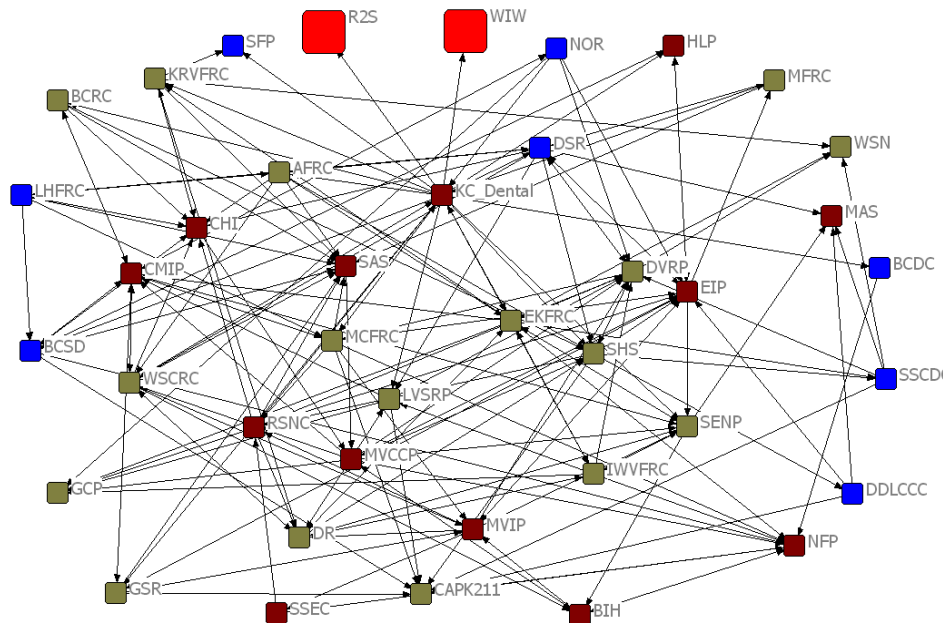 R2S
WIW
SFP
NOR
HLP
KRVFRC
MFRC
BCRC
DSR
WSN
AFRC
LHFRC
KC_Dental
MAS
CHI
CMIP
SAS
DVRP
BCDC
EIP
EKFRC
MCFRC
BCSD
SHS
WSCRC
SSCDC
LVSRP
RSNC
SENP
MVCCP
IWVFRC
GCP
DDLCCC
DR
MVIP
NFP
GSR
CAPK211
SSEC
BIH